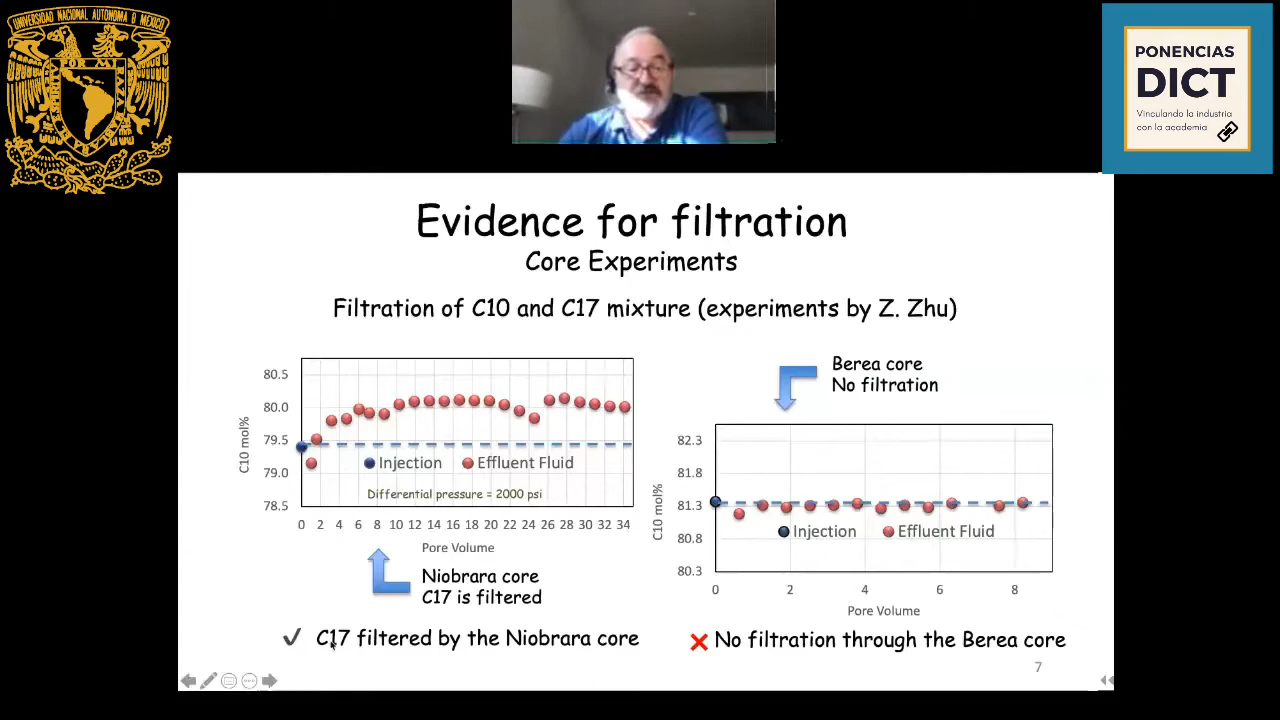 UNIVERSIDAD NACIONAL AUTONOMA D MEXICO
POR MI RAZA HABLARA
PONENCIAS
DICT
Vinculando la industria
con la academia
Evidence for filtration
Core Experiments
Filtration of C10 and C17 mixture (experiments by Z. Zhu)
80.5
80.0
79.5
79.0
78.5
C10 mol%
Injection
Effluent Fluid
Differential pressure = 2000 psi
0 2 4 6 8 10 12 14 16 18 20 22 24 26 28 30 32 34
Pore Volume
Niobrara core
C17 is filtered
✓ C17 filtered by the Niobrara core
Berea core
No filtration
82.3
81.8
81.3
80.8
80.3
C10 mol%
Injection
Effluent Fluid
0 2 4 6 8
Pore Volume
No filtration through the Berea core
7